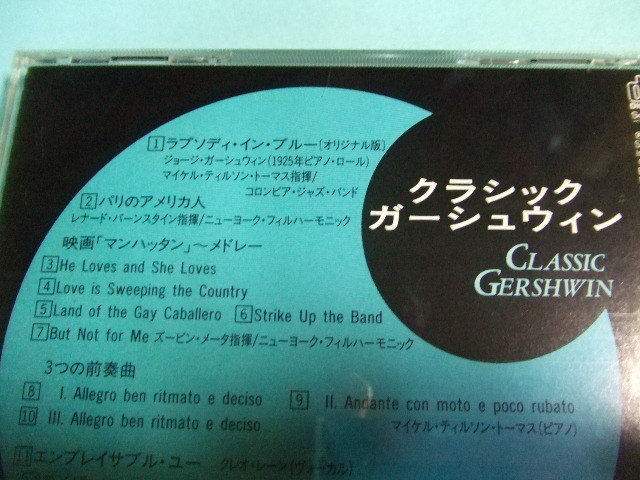 1 ラプソディ・イン・ブルー[オリジナル版]
ジョージ・ガーシュウィン(1925年ピアノ・ロール)
マイケル・ティルソン・トーマス指揮/
コロンビア・ジャズ・バンド
2 パリのアメリカ人
レナード・バーンスタイン指揮/ニューヨーク・フィルハーモニック
映画「マンハッタン」〜メドレー
3 He Loves and She Loves
4 Love is Sweeping the Country
5 Land of the Gay Caballero 6 Strike Up the Band
7 But Not for Me ズービン・メータ指揮/ニューヨーク・フィルハーモニック
3つの前奏曲
8 I. Allegro ben ritmato e deciso
9 II. Andante con moto e poco rubato
10 III. Allegro ben ritmato e deciso
マイケル・ティルソン・トーマス(ピアノ)
11 エンブレイサブル・ユー クレオ・レーン(ヴォーカル)
クラシック
ガーシュウィン
CLASSIC
GERSHWIN